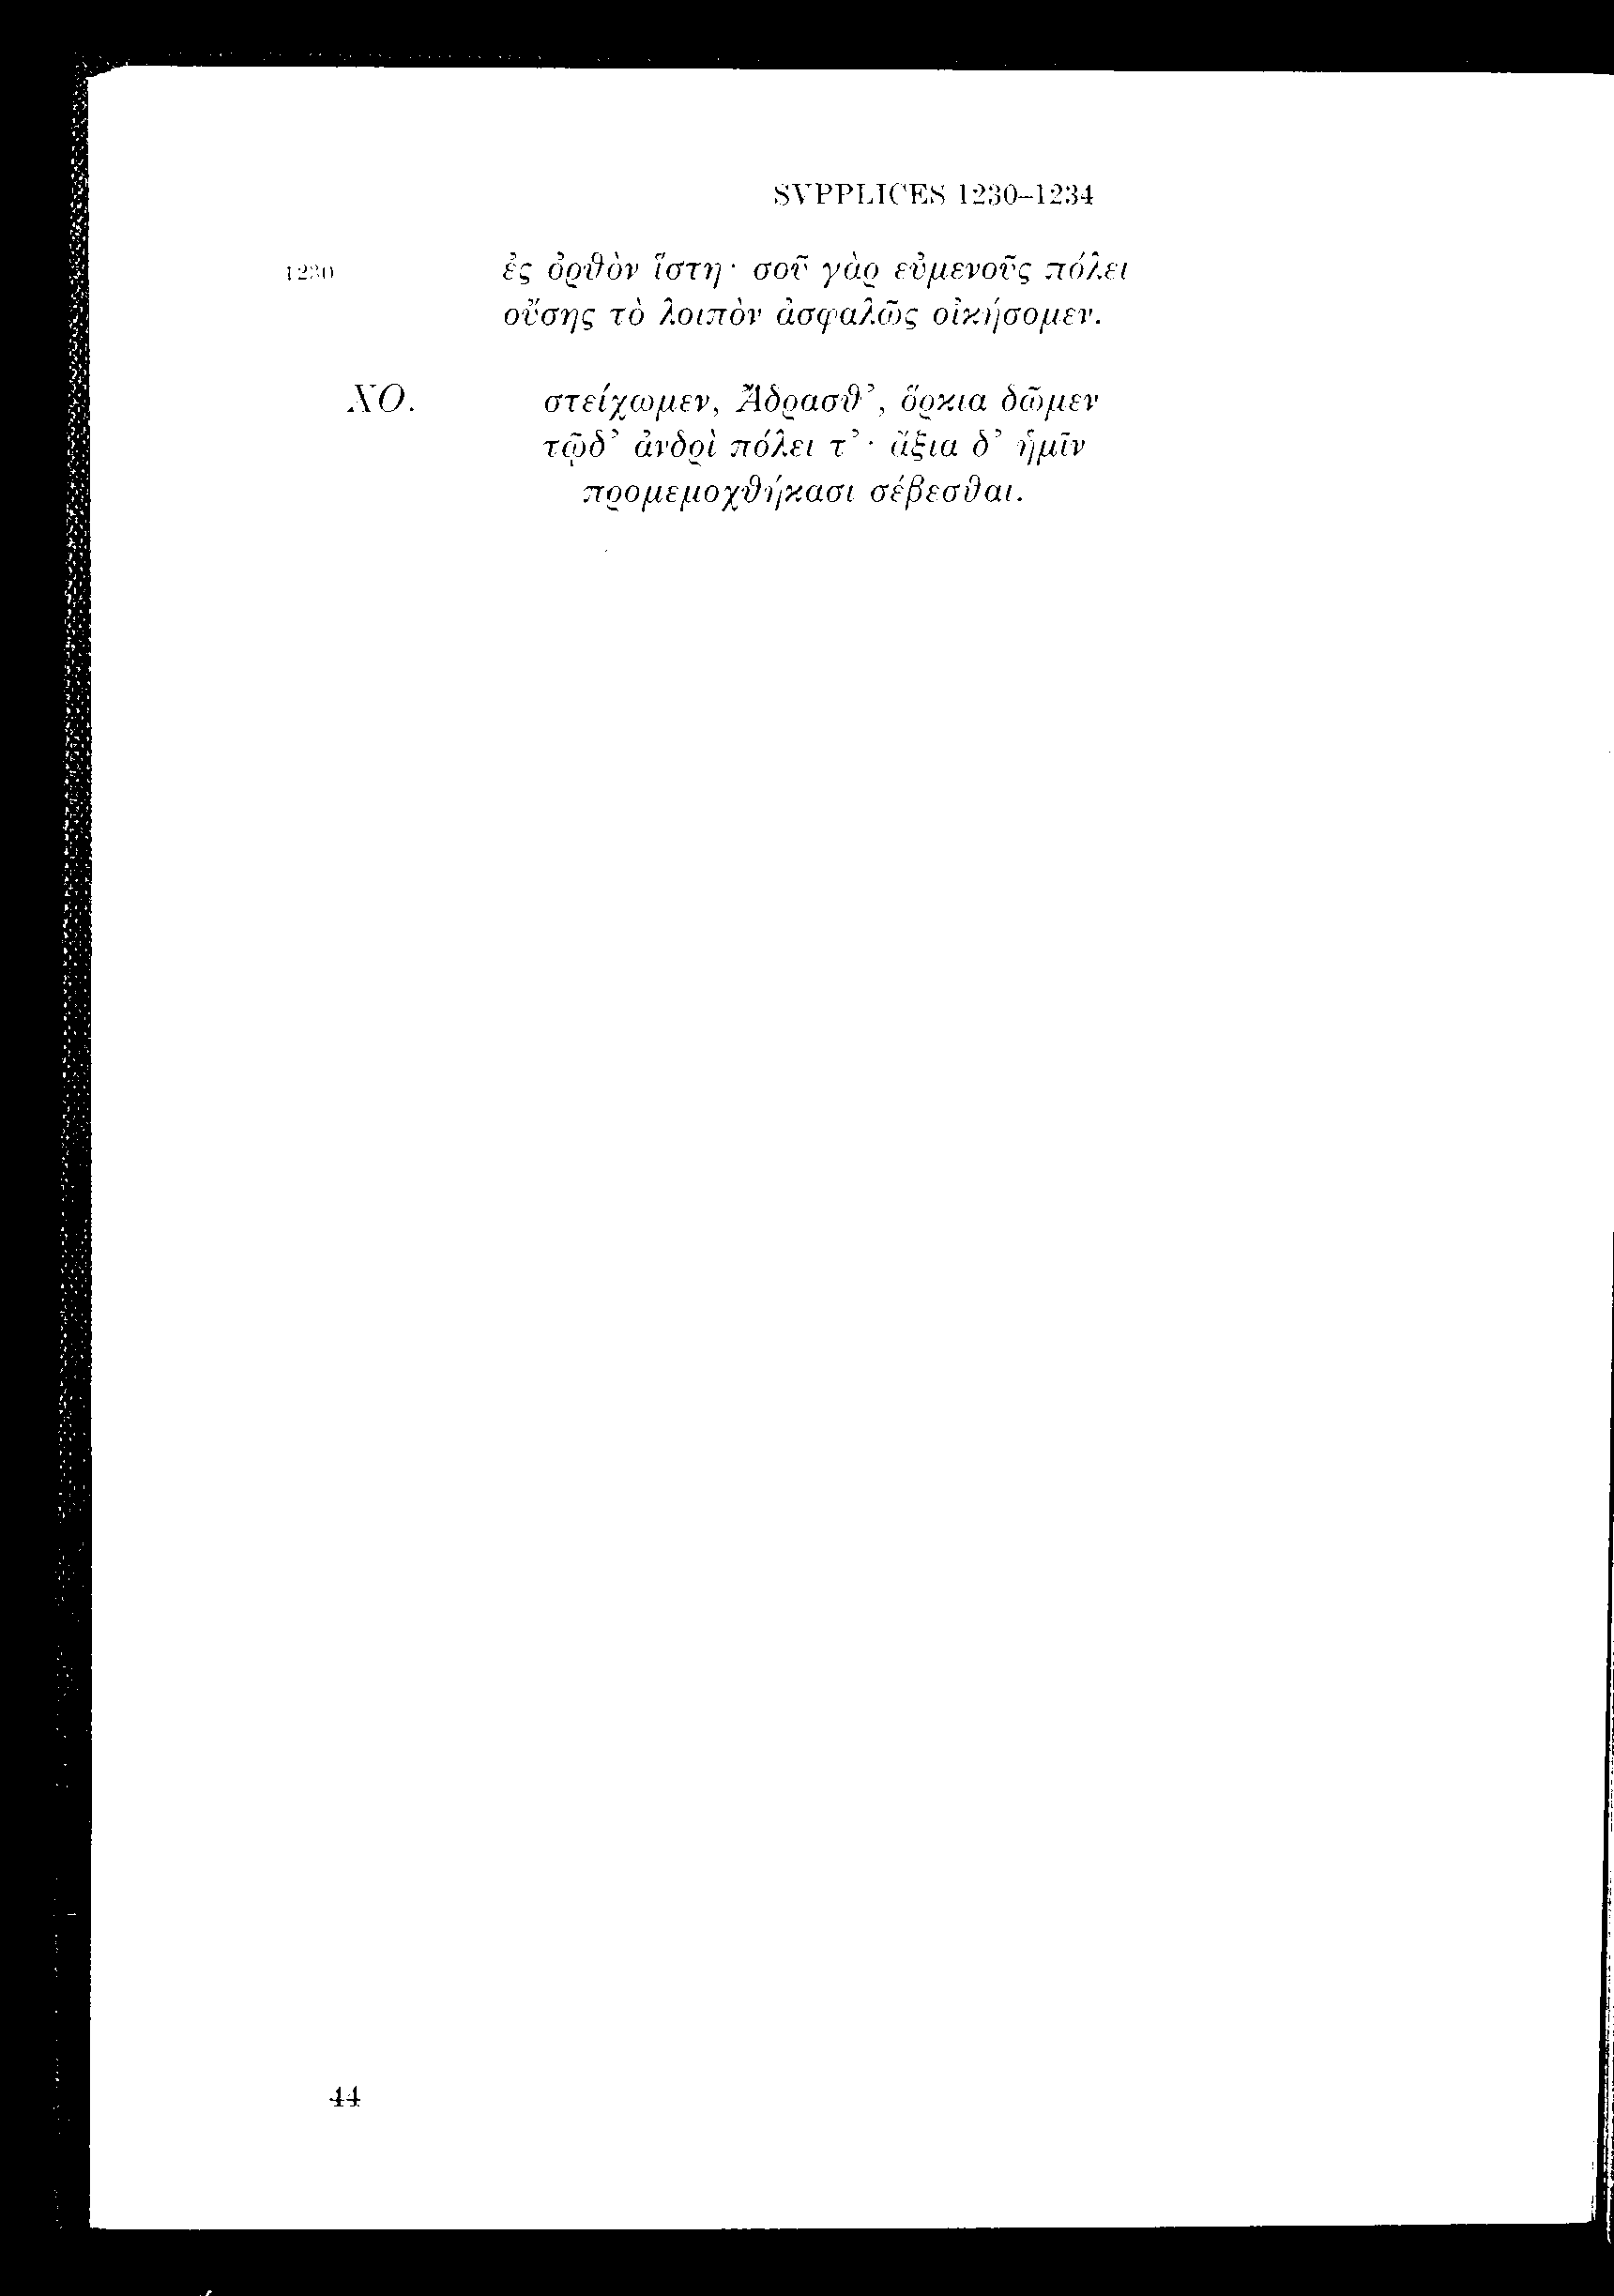 SVPPLICES 1230–1234
1230 ἐς ὀρθὸν ἵστη· σοῦ γὰρ εὐμενοῦς πόλει
οὔσης τὸ λοιπὸν ἀσφαλῶς οἰκήσομεν.
ΧΟ. στείχωμεν, Ἄδρασθ’, ὅρκια δῶμεν
τῷδ’ ἀνδρὶ πόλει τ’· ἄξια δ’ ἡμῖν
προμεμοχθήκασι σέβεσθαι.
44